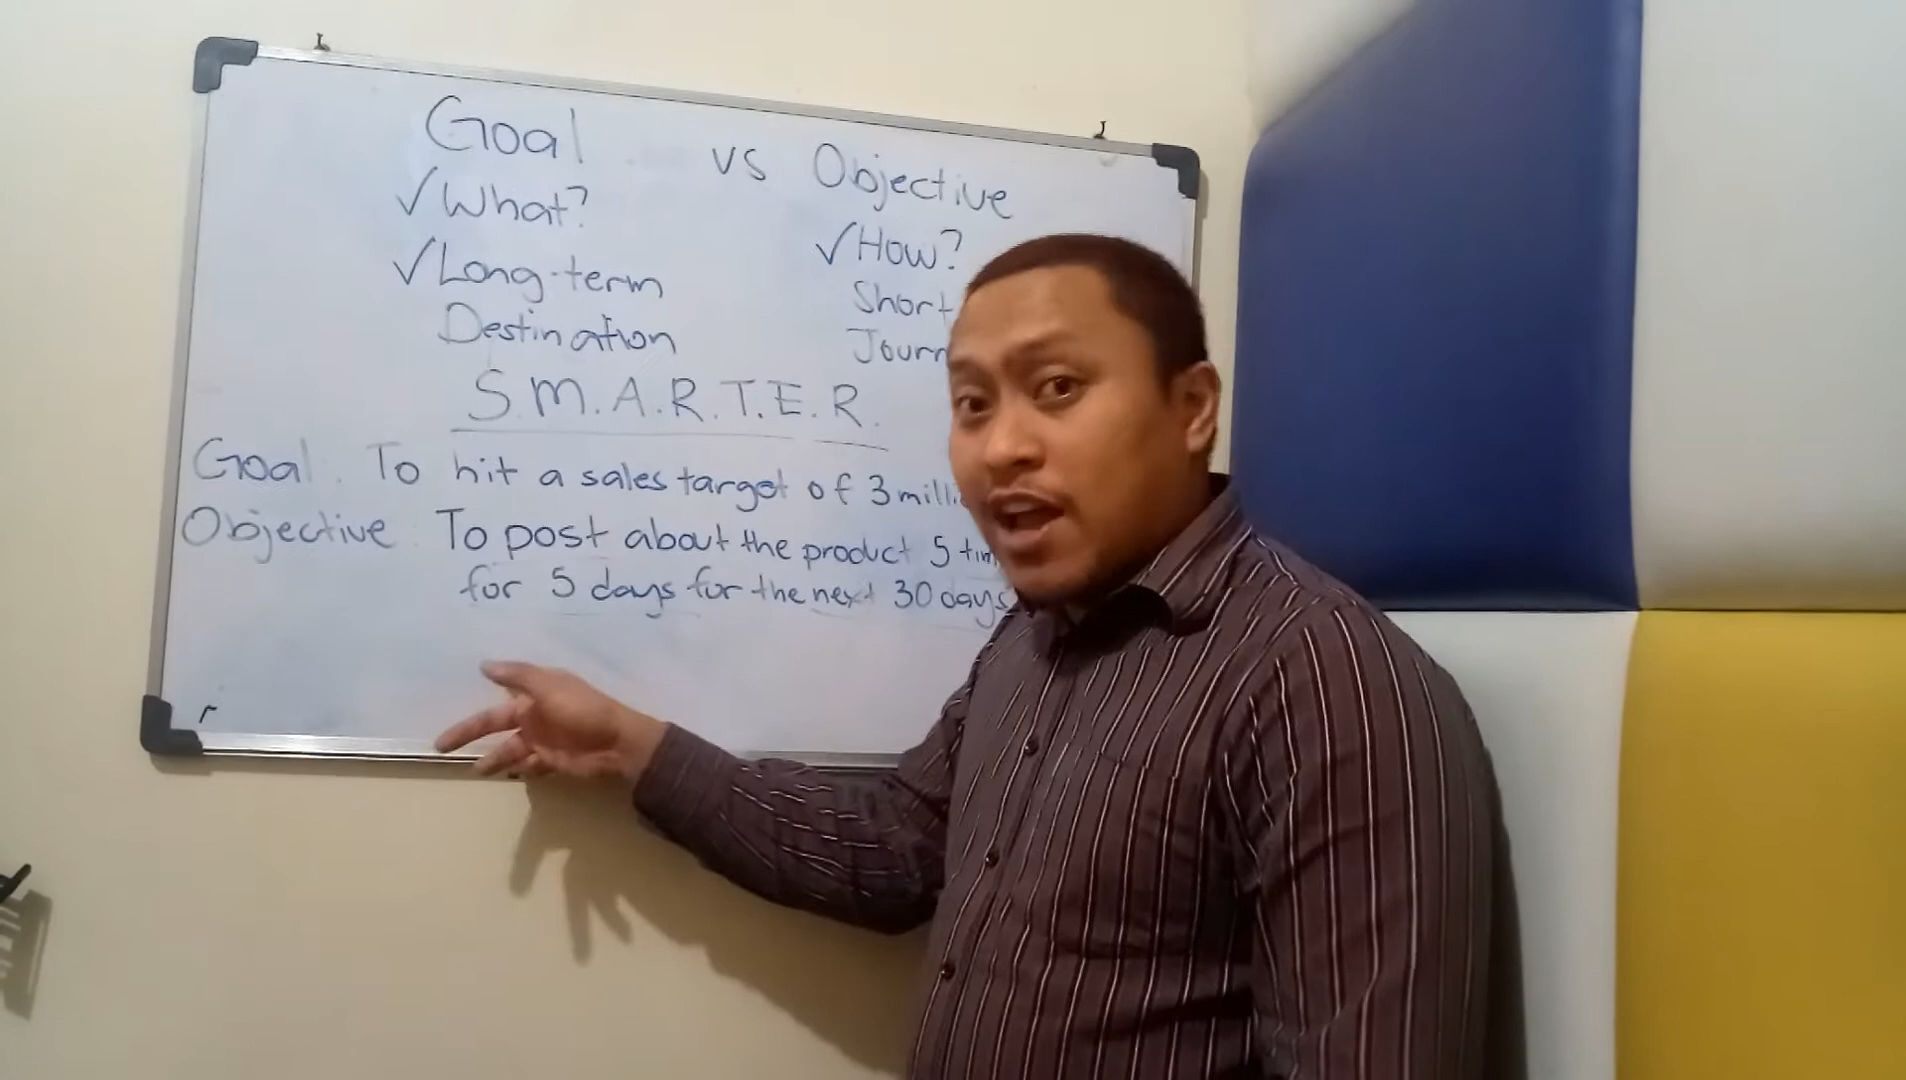 Goal vs Objective
✓What? ✓How?
✓Long-term Short
Destination
S.M.A.R.T.E.R.
Goal: To hit a sales target of 3
Objective: To post about the product 5
for 5 days for the next 30 days